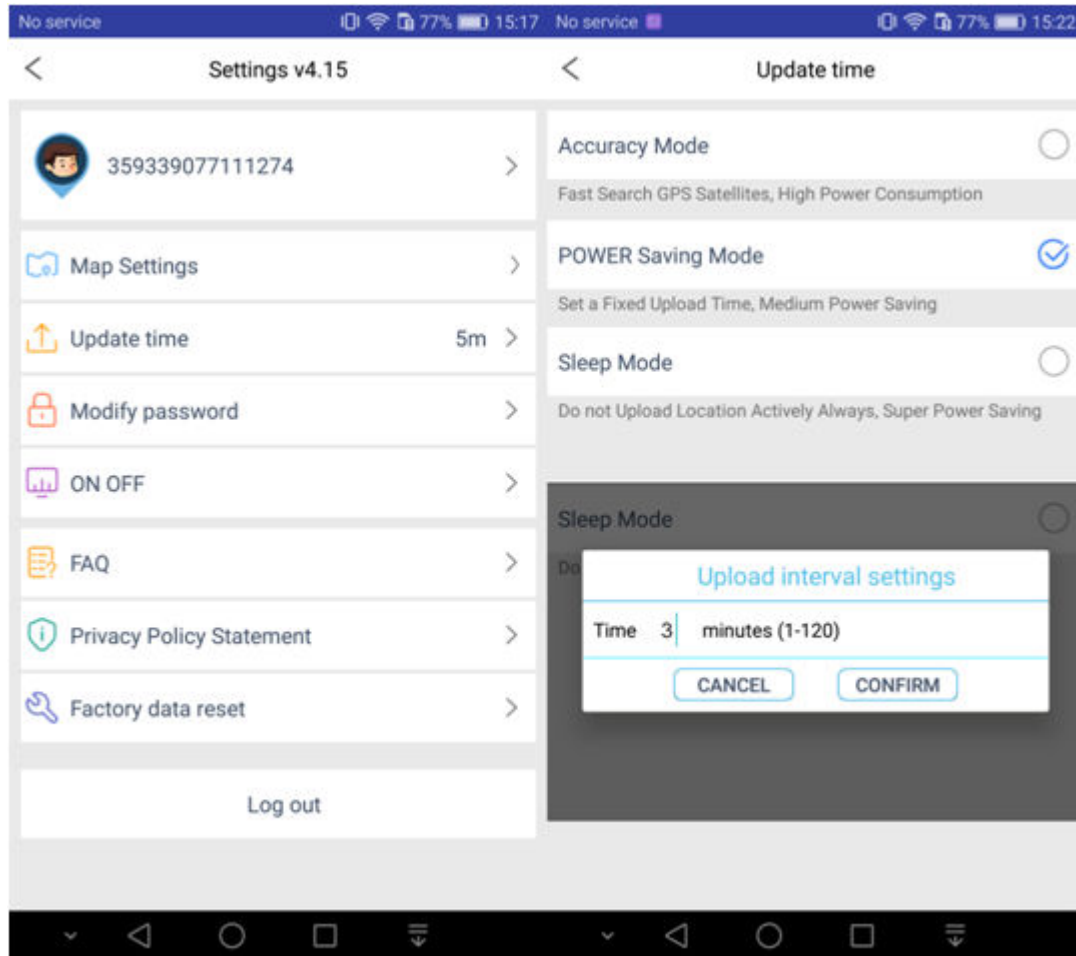 No service 77% 15:17
Settings v4.15
359339077111274
Map Settings
Update time 5m
Modify password
ON OFF
FAQ
Privacy Policy Statement
Factory data reset
Log out
No service 77% 15:22
Update time
Accuracy Mode
Fast Search GPS Satellites, High Power Consumption
POWER Saving Mode
Set a Fixed Upload Time, Medium Power Saving
Sleep Mode
Do not Upload Location Actively Always, Super Power Saving
Sleep Mode
Do
Upload interval settings
Time 3 minutes (1-120)
CANCEL CONFIRM